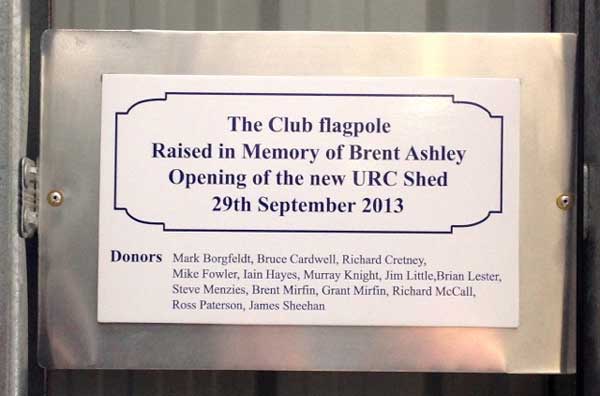 The Club flagpole
Raised in Memory of Brent Ashley
Opening of the new URC Shed
29th September 2013
Donors Mark Borgfeldt, Bruce Cardwell, Richard Cretney,
Mike Fowler, Iain Hayes, Murray Knight, Jim Little,Brian Lester,
Steve Menzies, Brent Mirfin, Grant Mirfin, Richard McCall,
Ross Paterson, James Sheehan